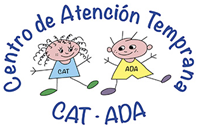 Centro de Atención Temprana
CAT
ADA
CAT - ADA